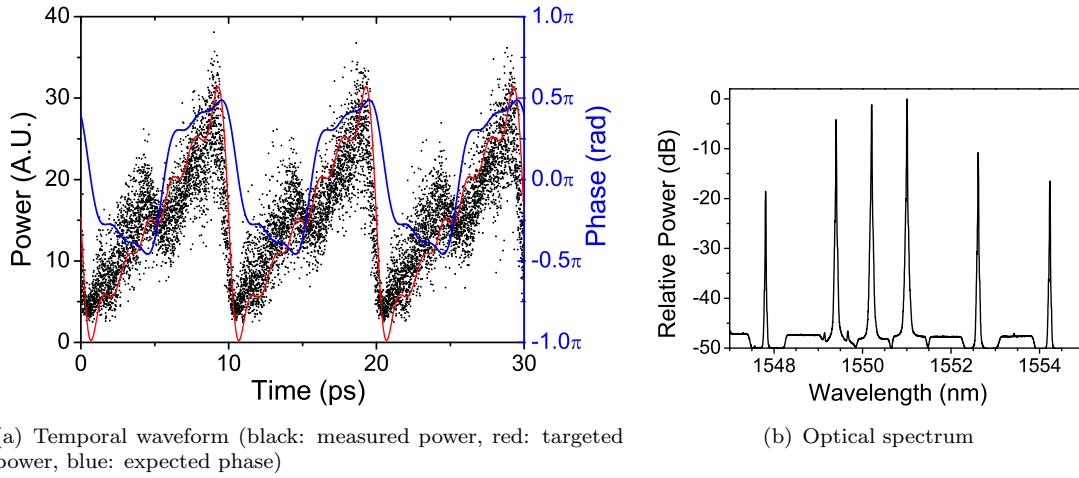 40
30
20
10
0
Power (A.U.)
0
10
20
30
Time (ps)
1.0π
0.5π
0.0π
-0.5π
-1.0π
Phase (rad)
0
-10
-20
-30
-40
-50
Relative Power (dB)
1548
1550
1552
1554
Wavelength (nm)
a) Temporal waveform (black: measured power, red: targeted
power, blue: expected phase)
(b) Optical spectrum